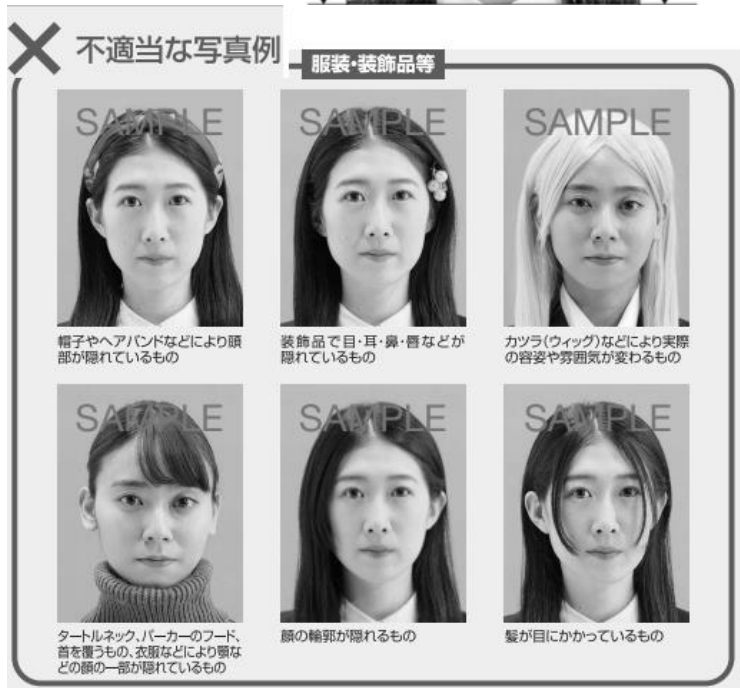 不適当な写真例
服装・装飾品等
SAMPLE
SAMPLE
SAMPLE
帽子やヘアバンドなどにより頭
部が隠れているもの
装飾品で目・耳・鼻・唇などが
隠れているもの
カツラ（ウィッグ）などにより実際
の容姿や雰囲気が変わるもの
SAMPLE
SAMPLE
SAMPLE
タートルネック、パーカーのフード、
首を覆うもの、衣服などにより顎な
どの顔の一部が隠れているもの
顔の輪郭が隠れるもの
髪が目にかかっているもの